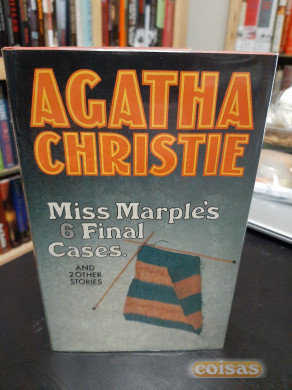 AGATHA
CHRISTIE
Miss Marple's
6 Final
Cases.
AND
2 OTHER
STORIES
coisas